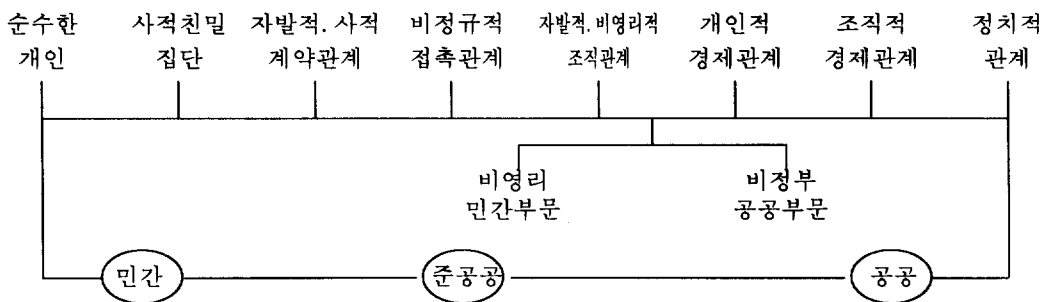 순수한 사적친밀 자발적. 사적 비정규적 자발적. 비영리적 개인적 조직적 정치적
개인 집단 계약관계 접촉관계 조직관계 경제관계 경제관계 관계
비영리 비정부
민간부문 공공부문
민간 준공공 공공